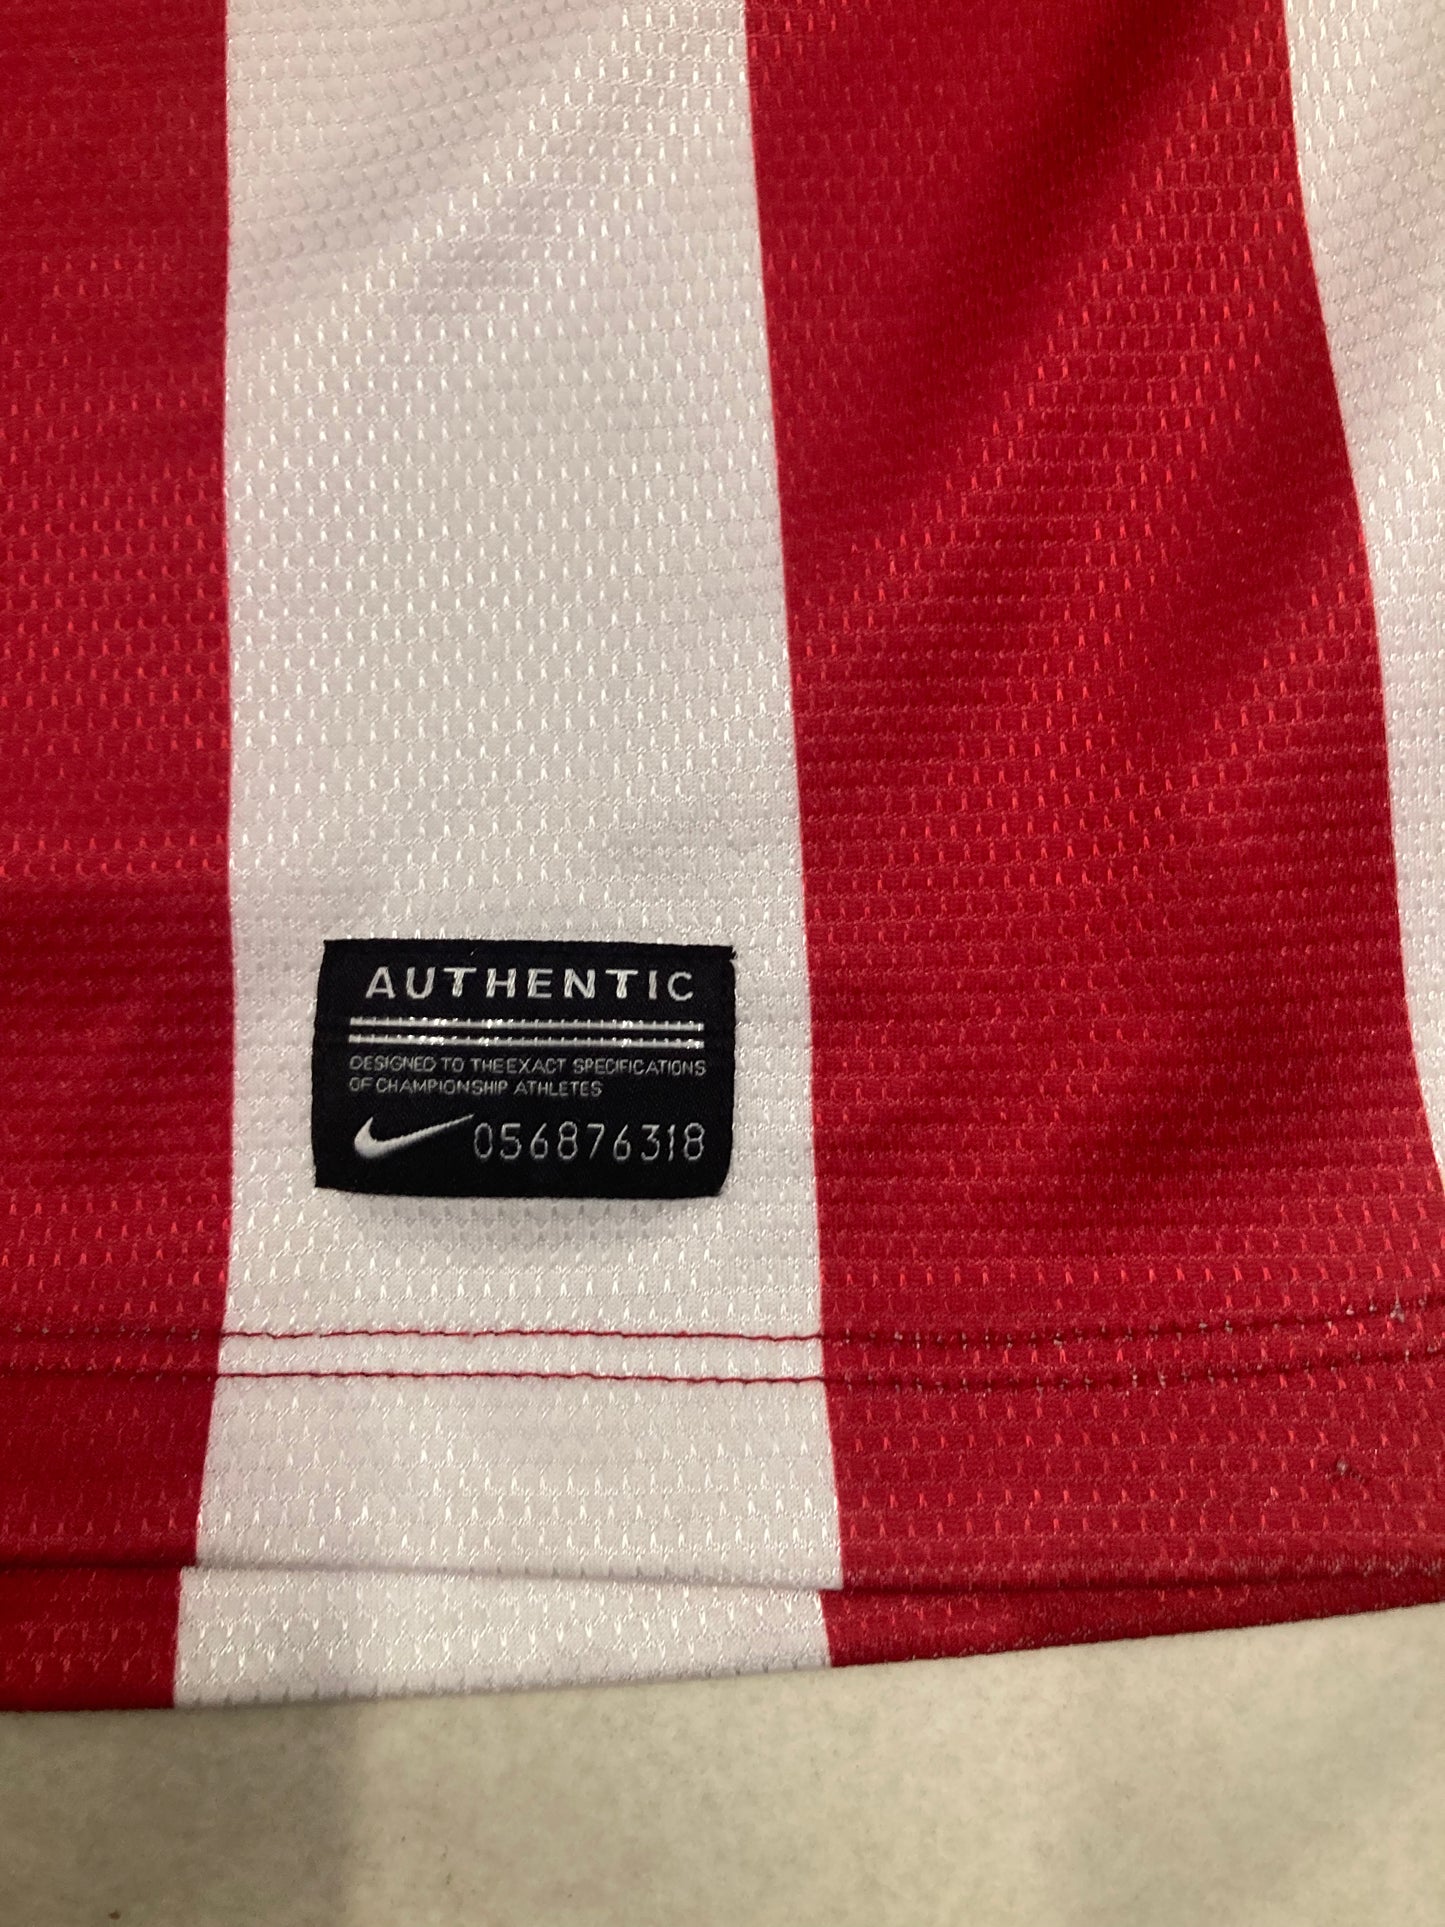 AUTHENTIC
DESIGNED TO THE EXACT SPECIFICATIONS
OF CHAMPIONSHIP ATHLETES
056876318